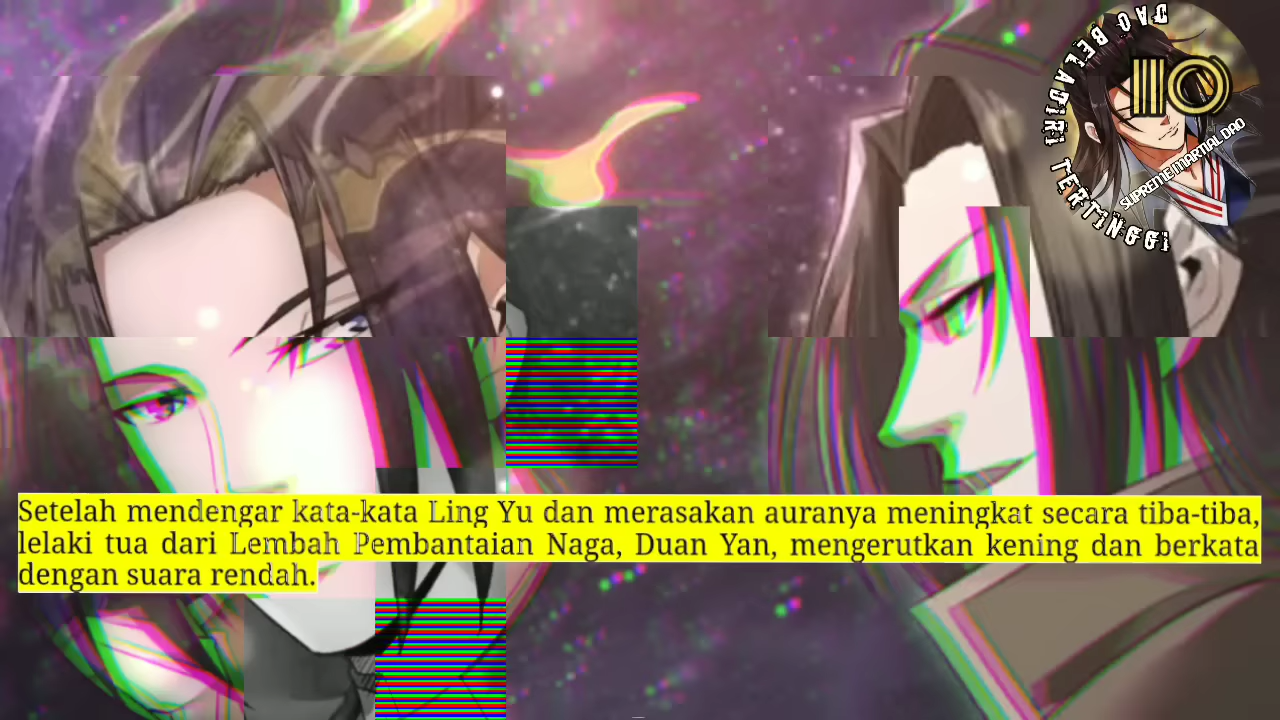 DAO BELADIRI TERTINGGI
10
SUPREME MARTIAL DAO
Setelah mendengar kata-kata Ling Yu dan merasakan auranya meningkat secara tiba-tiba,
lelaki tua dari Lembah Pembantaian Naga, Duan Yan, mengerutkan kening dan berkata
dengan suara rendah.